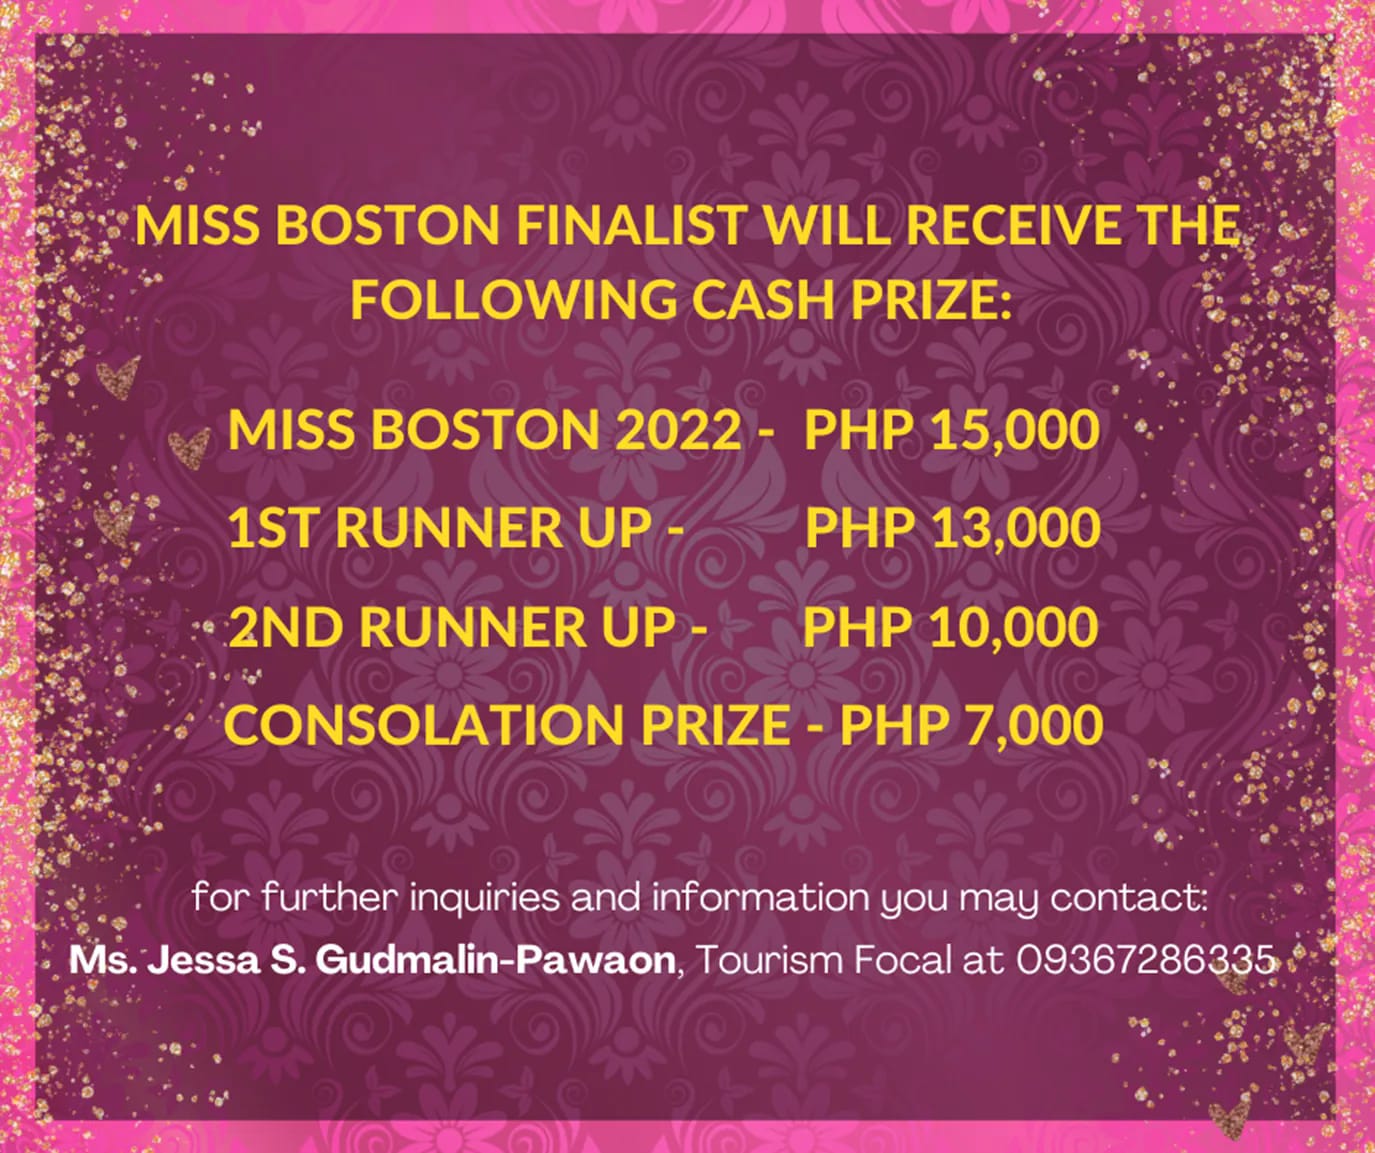 MISS BOSTON FINALIST WILL RECEIVE THE
FOLLOWING CASH PRIZE:
MISS BOSTON 2022 - PHP 15,000
1ST RUNNER UP - PHP 13,000
2ND RUNNER UP - PHP 10,000
CONSOLATION PRIZE - PHP 7,000
for further inquiries and information you may contact:
Ms. Jessa S. Gudmalin-Pawaon, Tourism Focal at 09367286335